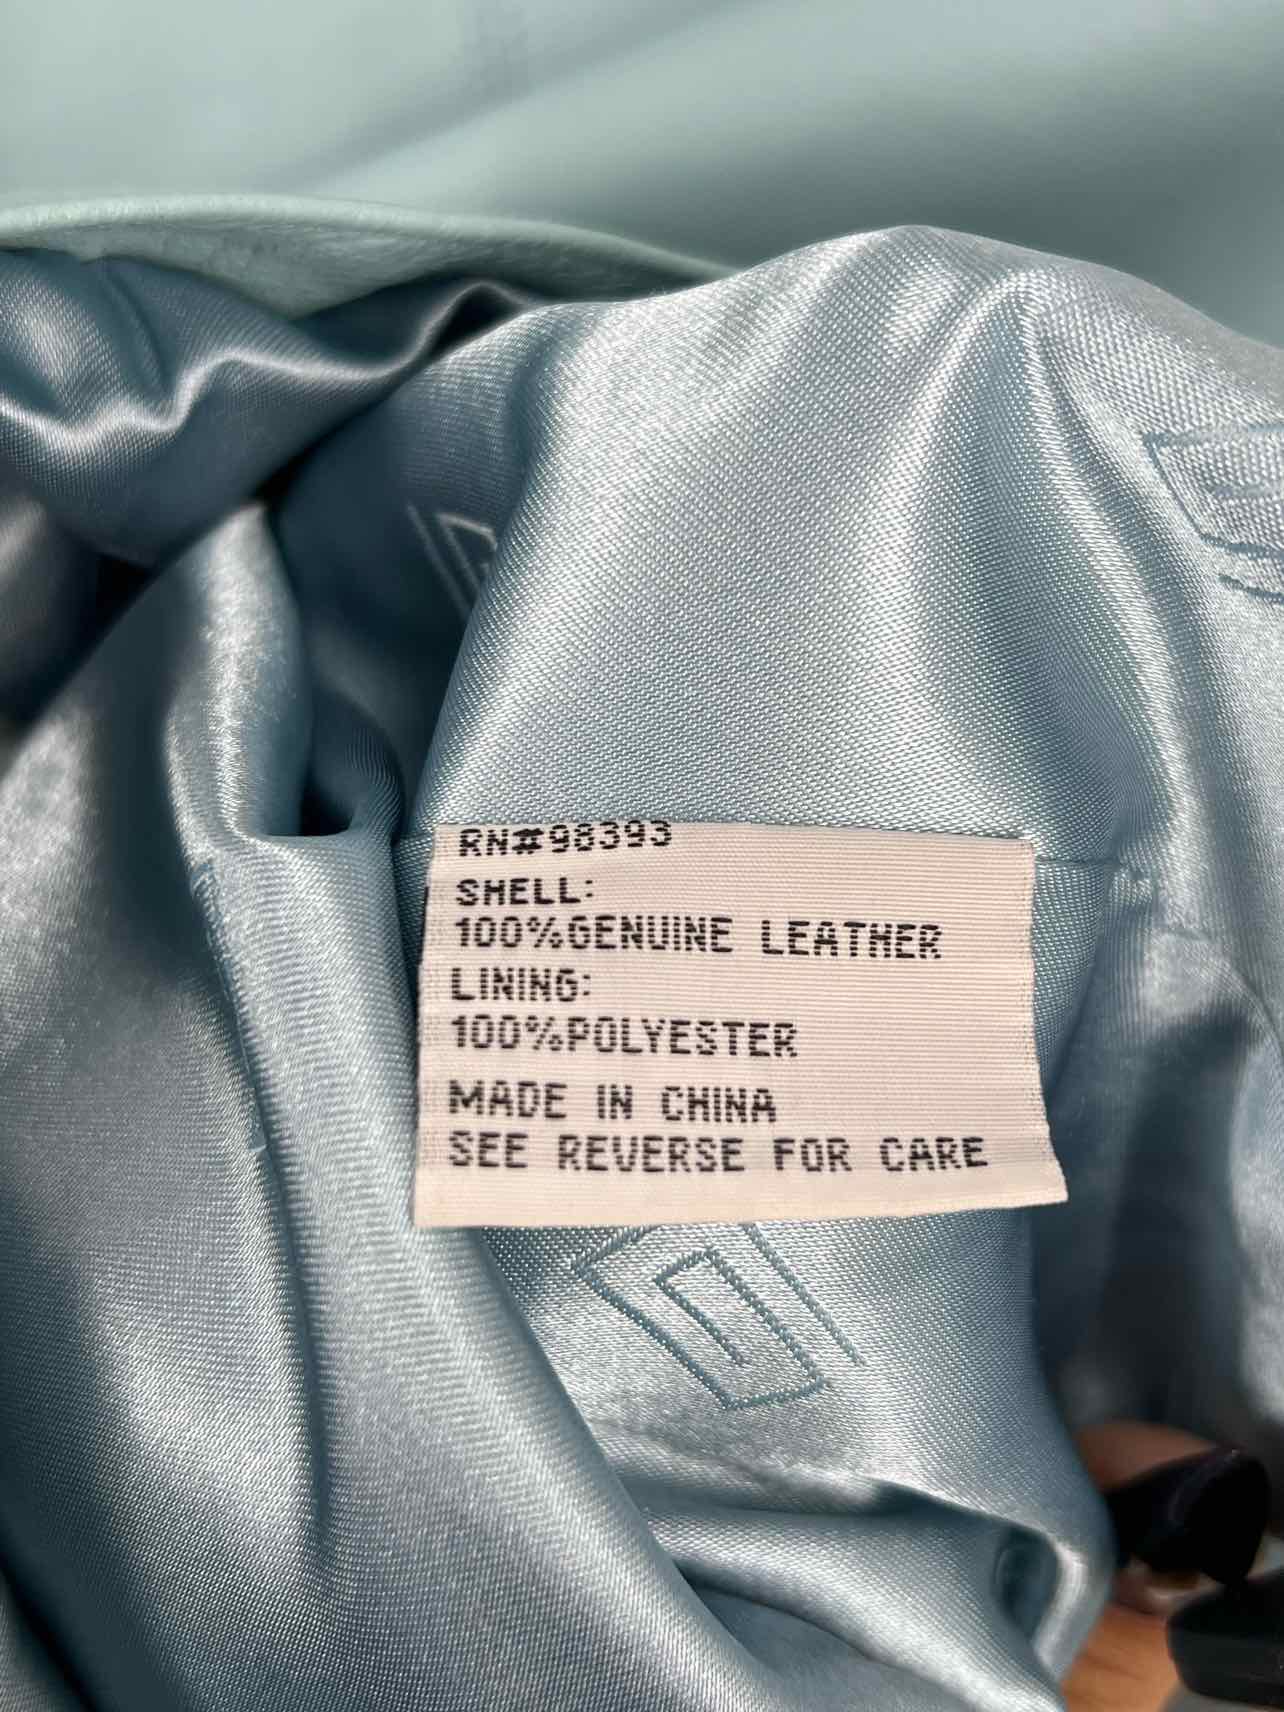 RN#98393
SHELL:
100%GENUINE LEATHER
LINING:
100%POLYESTER
MADE IN CHINA
SEE REVERSE FOR CARE